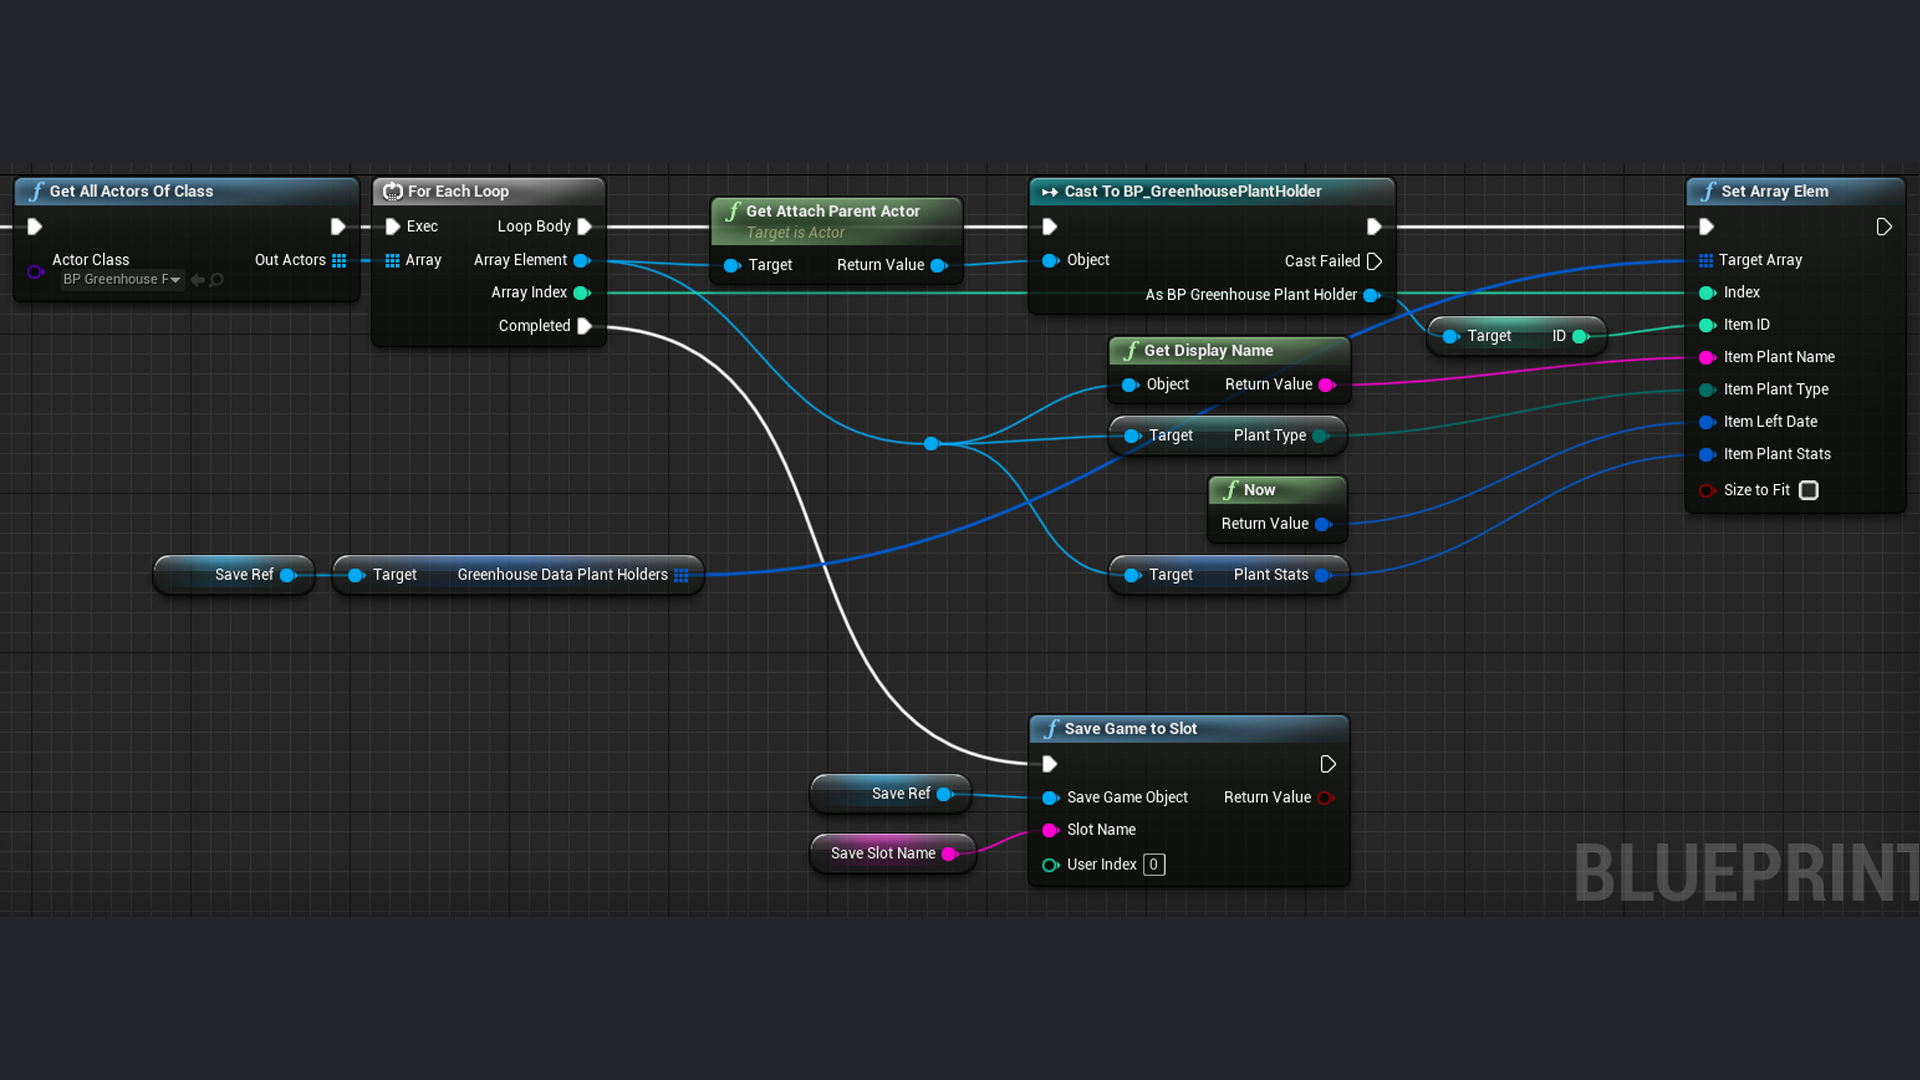 Get All Actors Of Class
Actor Class
BP Greenhouse F
Out Actors
For Each Loop
Exec
Loop Body
Array
Array Element
Array Index
Completed
Get Attach Parent Actor
Target is Actor
Target
Return Value
Cast To BP_GreenhousePlantHolder
Object
Cast Failed
As BP Greenhouse Plant Holder
Target
ID
Set Array Elem
Target Array
Index
Item ID
Item Plant Name
Item Plant Type
Item Left Date
Item Plant Stats
Size to Fit
Get Display Name
Object
Return Value
Target
Plant Type
Now
Return Value
Target
Plant Stats
Save Ref
Target
Greenhouse Data Plant Holders
Save Game to Slot
Save Game Object
Return Value
Slot Name
User Index 0
Save Ref
Save Slot Name
BLUEPRINT